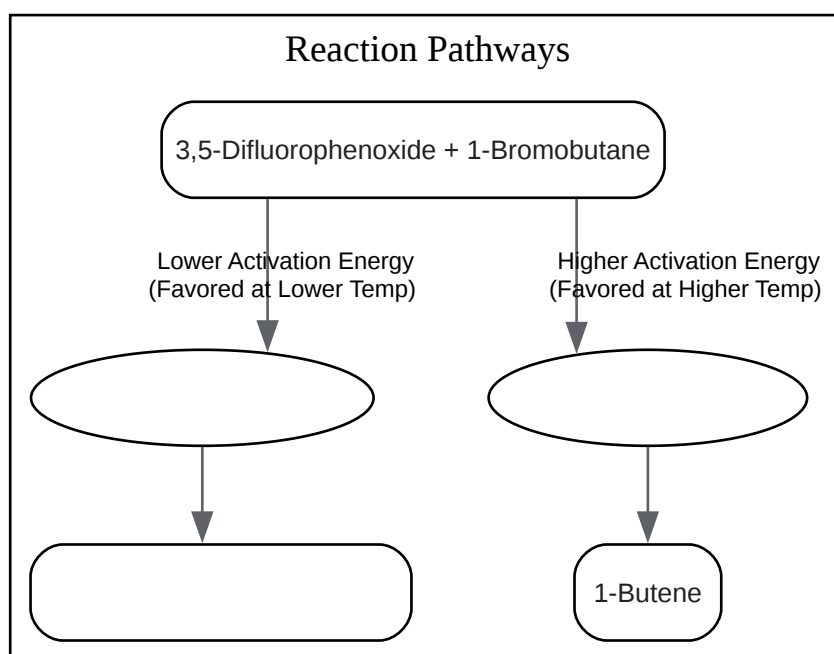 Reaction Pathways
3,5-Difluorophenoxide + 1-Bromobutane
Lower Activation Energy
(Favored at Lower Temp)
Higher Activation Energy
(Favored at Higher Temp)
1-Butene